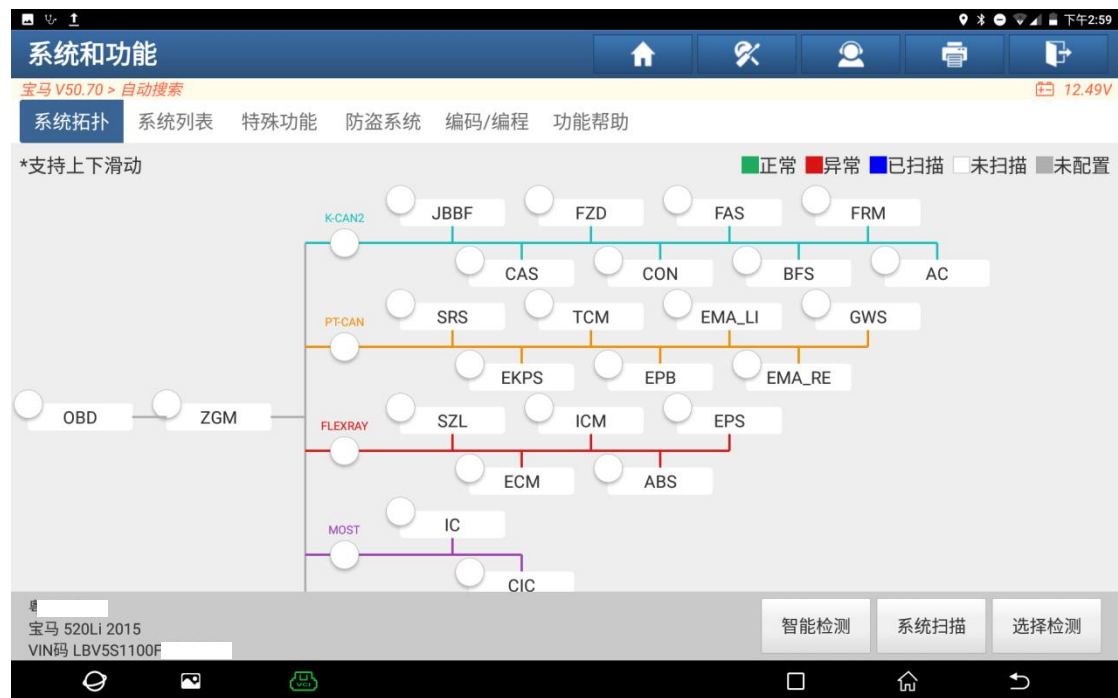 下午2:59
系统和功能
宝马 V50.70 > 自动搜索
12.49V
系统拓扑 系统列表 特殊功能 防盗系统 编码/编程 功能帮助
*支持上下滑动
正常 异常 已扫描 未扫描 未配置
K-CAN2 JBBF FZD FAS FRM
CAS CON BFS AC
PT-CAN SRS TCM EMA_LI GWS
EKPS EPB EMA_RE
OBD ZGM
FLEXRAY SZL ICM EPS
ECM ABS
MOST IC
CIC
宝马 520Li 2015
VIN码 LBV5S1100F
智能检测 系统扫描 选择检测
VCI